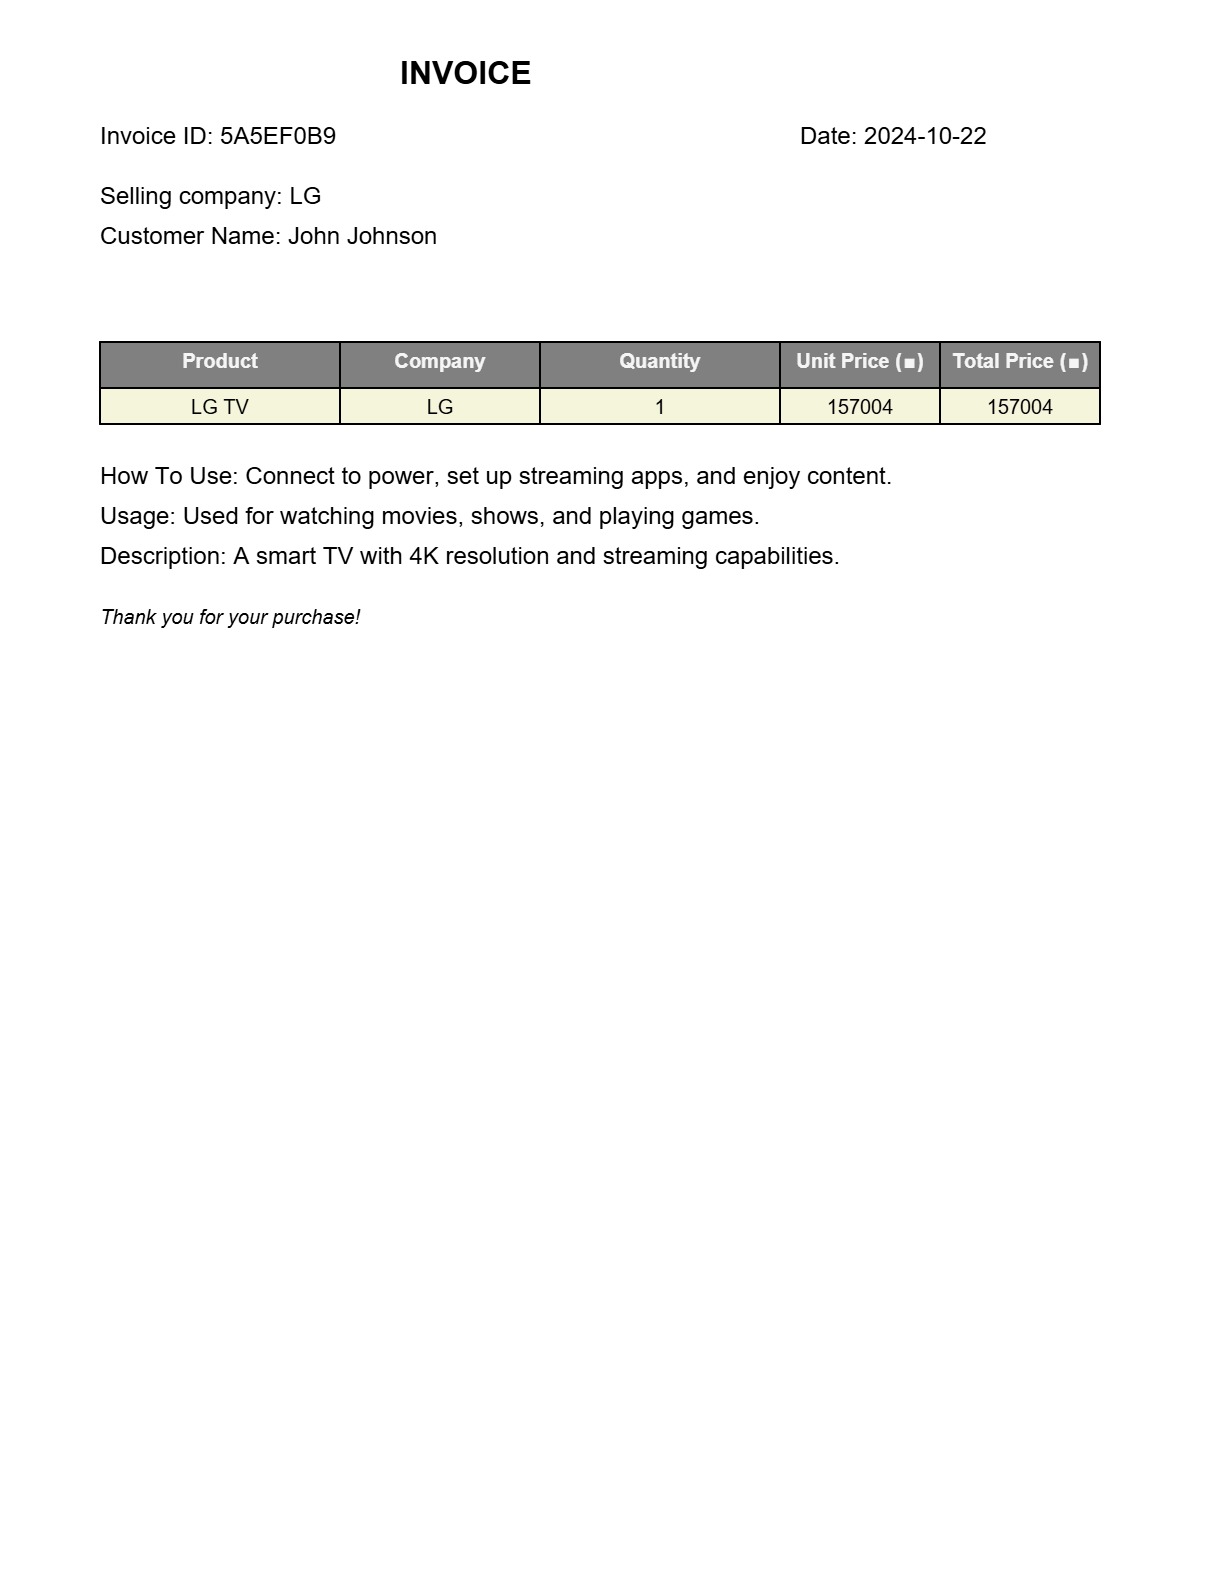 INVOICE
Invoice ID: 5A5EF0B9 Date: 2024-10-22
Selling company: LG
Customer Name: John Johnson
Product Company Quantity Unit Price (■) Total Price (■)
LG TV LG 1 157004 157004
How To Use: Connect to power, set up streaming apps, and enjoy content.
Usage: Used for watching movies, shows, and playing games.
Description: A smart TV with 4K resolution and streaming capabilities.
Thank you for your purchase!